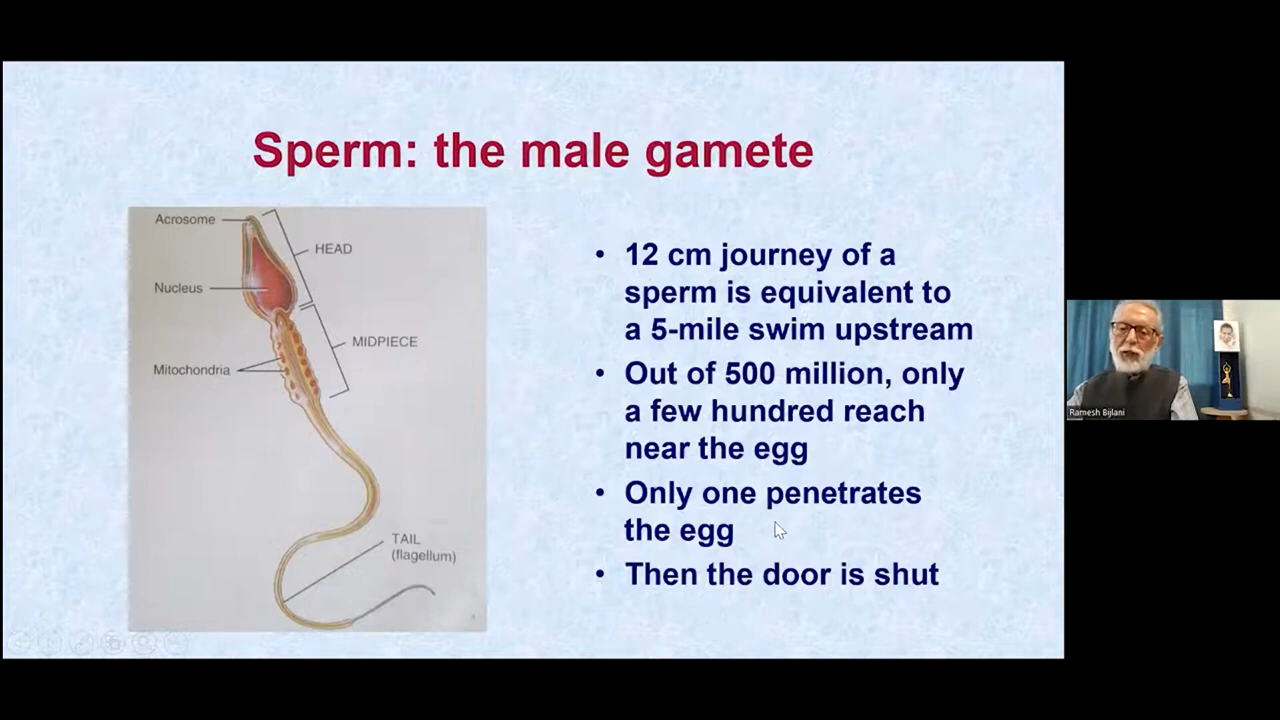 Sperm: the male gamete
Acrosome
HEAD
Nucleus
MIDPIECE
Mitochondria
TAIL
(flagellum)
• 12 cm journey of a
sperm is equivalent to
a 5-mile swim upstream
• Out of 500 million, only
a few hundred reach
near the egg
• Only one penetrates
the egg
• Then the door is shut
Ramesh Bijlani